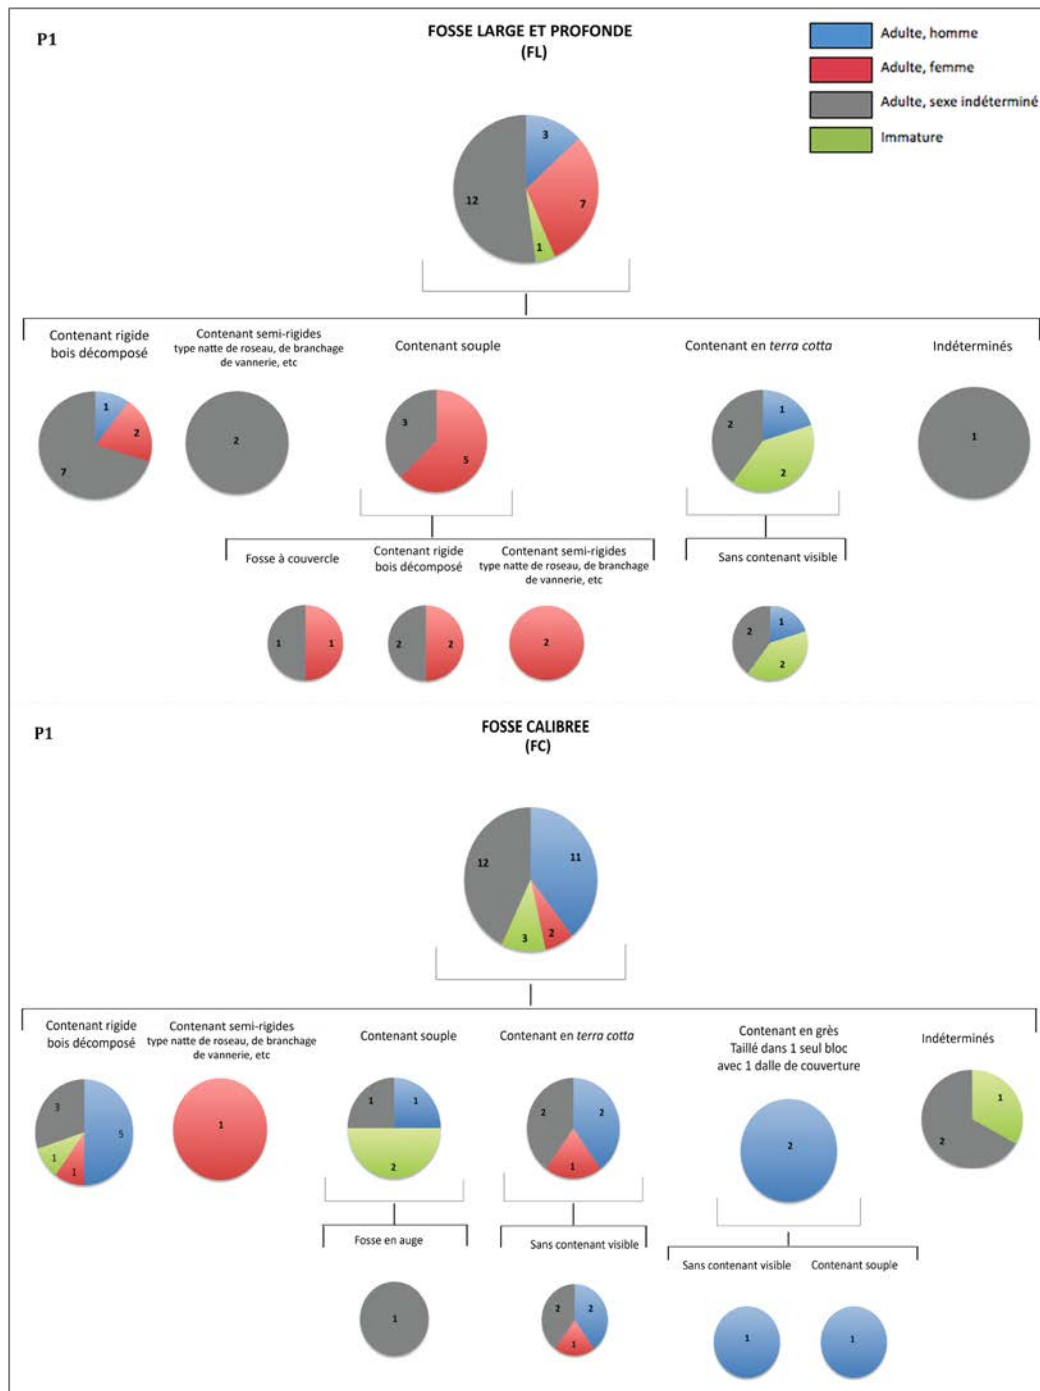 P1
FOSSE LARGE ET PROFONDE
(FL)
Adulte, homme
Adulte, femme
Adulte, sexe indéterminé
Immature
3
12
7
1
Contenant rigide
bois décomposé
Contenant semi-rigides
type natte de roseau, de branchage
de vannerie, etc
Contenant souple
Contenant en terra cotta
Indéterminés
1
2
7
2
3
5
1
2
2
1
Fosse à couvercle
Contenant rigide
bois décomposé
Contenant semi-rigides
type natte de roseau, de branchage
de vannerie, etc
Sans contenant visible
1
1
2
2
2
1
2
2
P1
FOSSE CALIBREE
(FC)
12
11
3
2
Contenant rigide
bois décomposé
Contenant semi-rigides
type natte de roseau, de branchage
de vannerie, etc
Contenant souple
Contenant en terra cotta
Contenant en grès
Taillé dans 1 seul bloc
avec 1 dalle de couverture
Indéterminés
3
5
1
1
1
1
1
2
2
2
1
2
1
2
Fosse en auge
Sans contenant visible
Sans contenant visible
Contenant souple
1
2
2
1
1
1